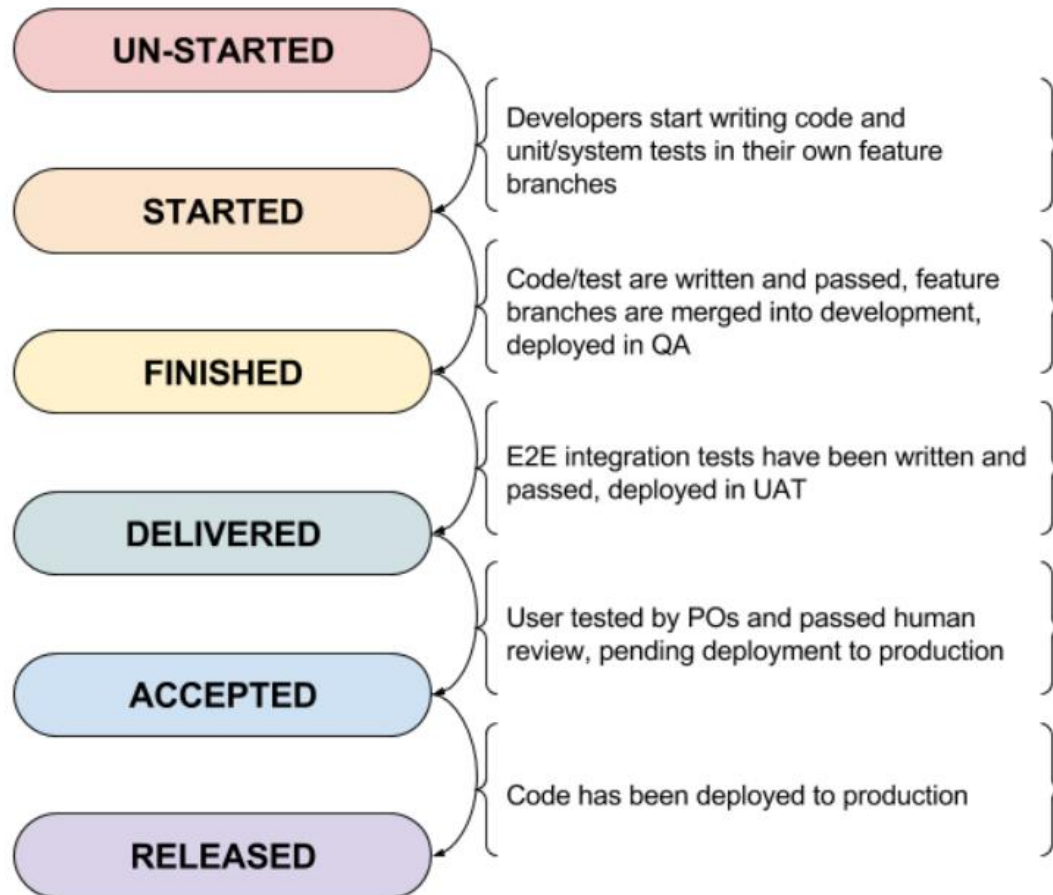 UN-STARTED
Developers start writing code and
unit/system tests in their own feature
branches
STARTED
Code/test are written and passed, feature
branches are merged into development,
deployed in QA
FINISHED
E2E integration tests have been written and
passed, deployed in UAT
DELIVERED
User tested by POs and passed human
review, pending deployment to production
ACCEPTED
Code has been deployed to production
RELEASED